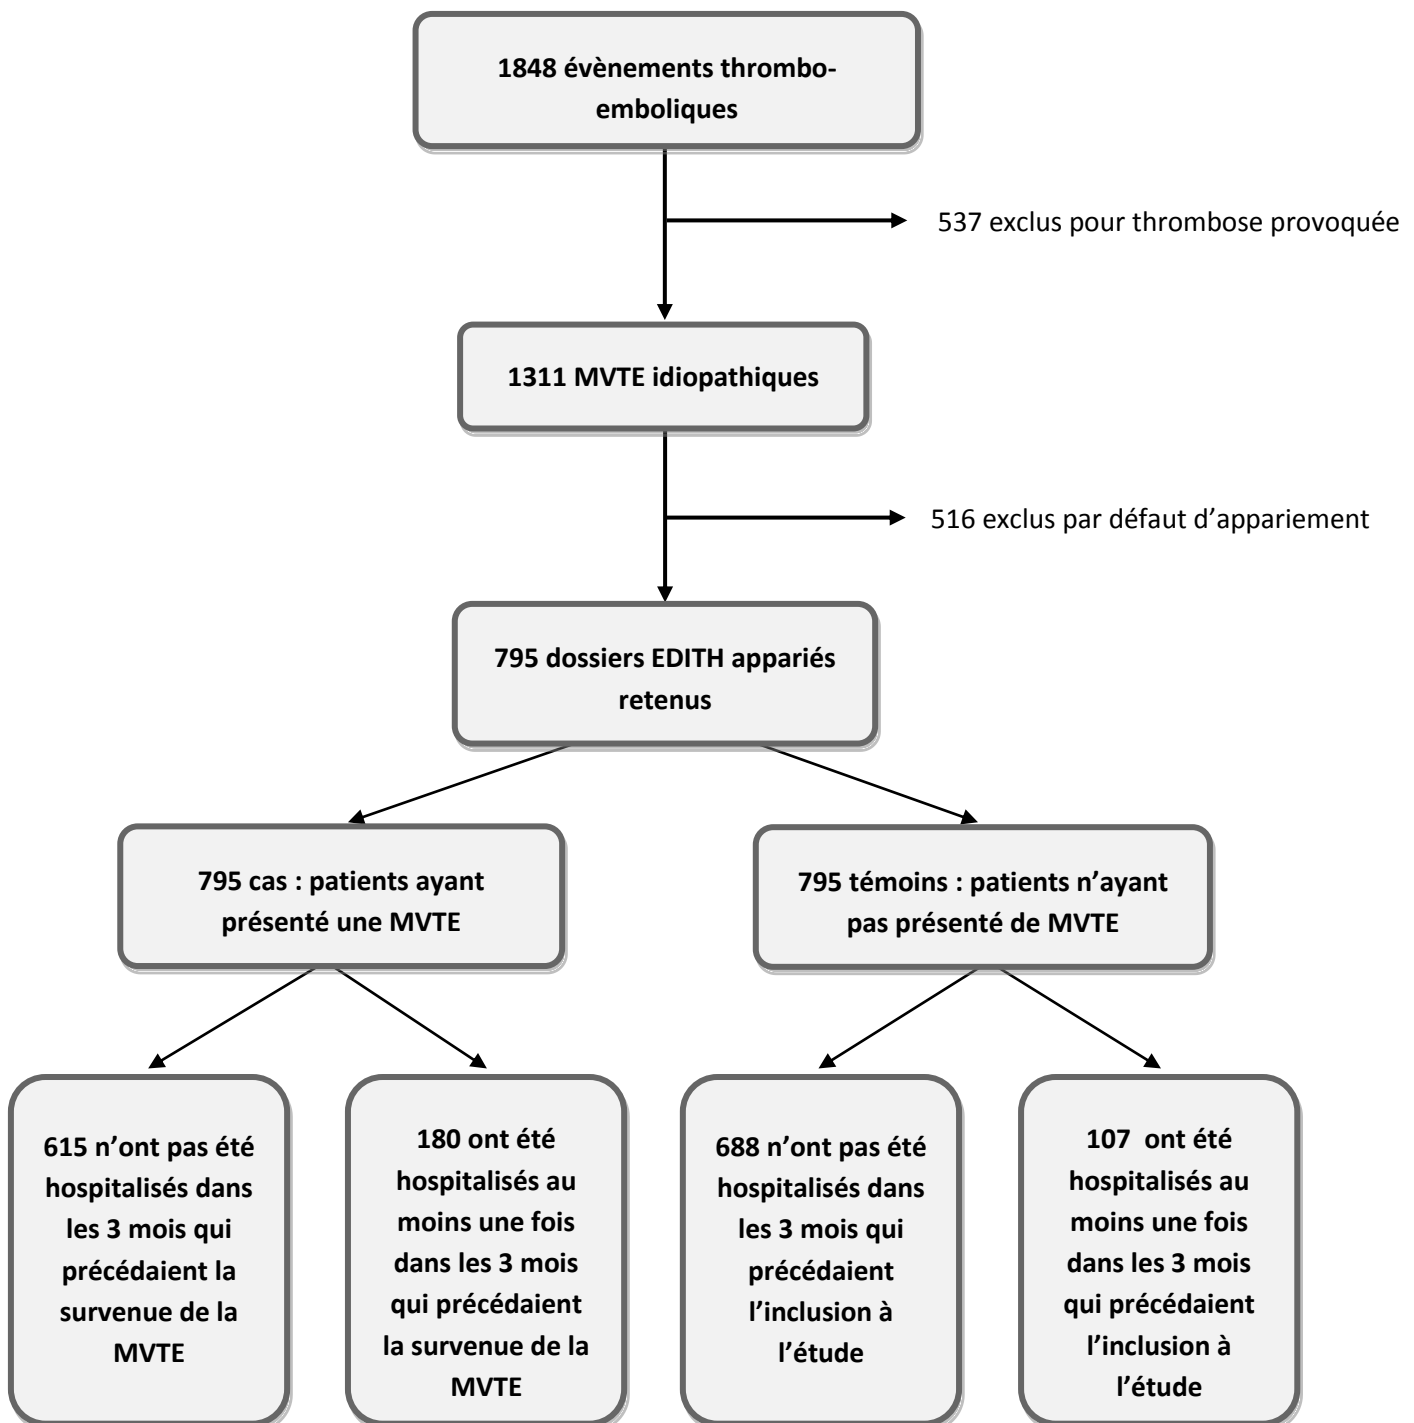 1848 évènements thrombo-
emboliques
537 exclus pour thrombose provoquée
1311 MVTE idiopathiques
516 exclus par défaut d’appariement
795 dossiers EDITH appariés
retenus
795 cas : patients ayant
présenté une MVTE
795 témoins : patients n’ayant
pas présenté de MVTE
615 n’ont pas été
hospitalisés dans
les 3 mois qui
précédaient la
survenue de la
MVTE
180 ont été
hospitalisés au
moins une fois
dans les 3 mois
qui précédaient
la survenue de la
MVTE
688 n’ont pas été
hospitalisés dans
les 3 mois qui
précédaient
l’inclusion à
l’étude
107 ont été
hospitalisés au
moins une fois
dans les 3 mois
qui précédaient
l’inclusion à
l’étude